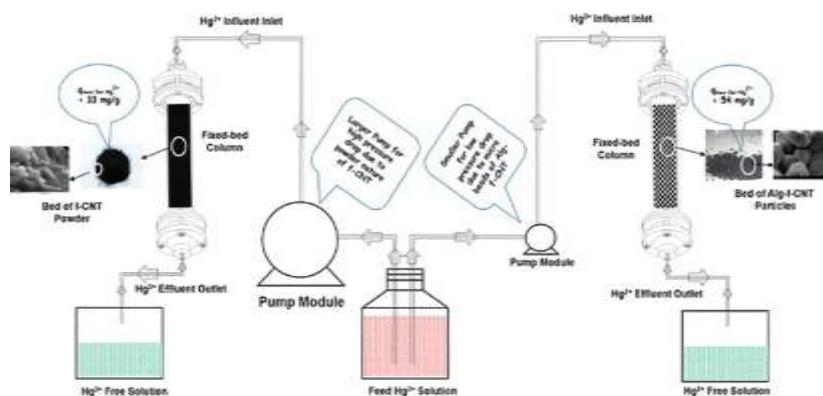 Hg²⁺ Influent Inlet
Hg²⁺ Influent Inlet
qmax for Hg²⁺
= 33 mg/g
Fixed-bed
Column
Bed of f-CNT
Powder
Larger Pump for
high pressure
drop due to
powder nature
of f-CNT
Smaller Pump
for low
pressure drop
due to more
beads of Alg-
f-CNT
qmax for Hg²⁺
= 54 mg/g
Fixed-bed
Column
Bed of Alg-f-CNT
Particles
Pump Module
Pump Module
Hg²⁺ Effluent Outlet
Hg²⁺ Effluent Outlet
Hg²⁺ Free Solution
Feed Hg²⁺ Solution
Hg²⁺ Free Solution